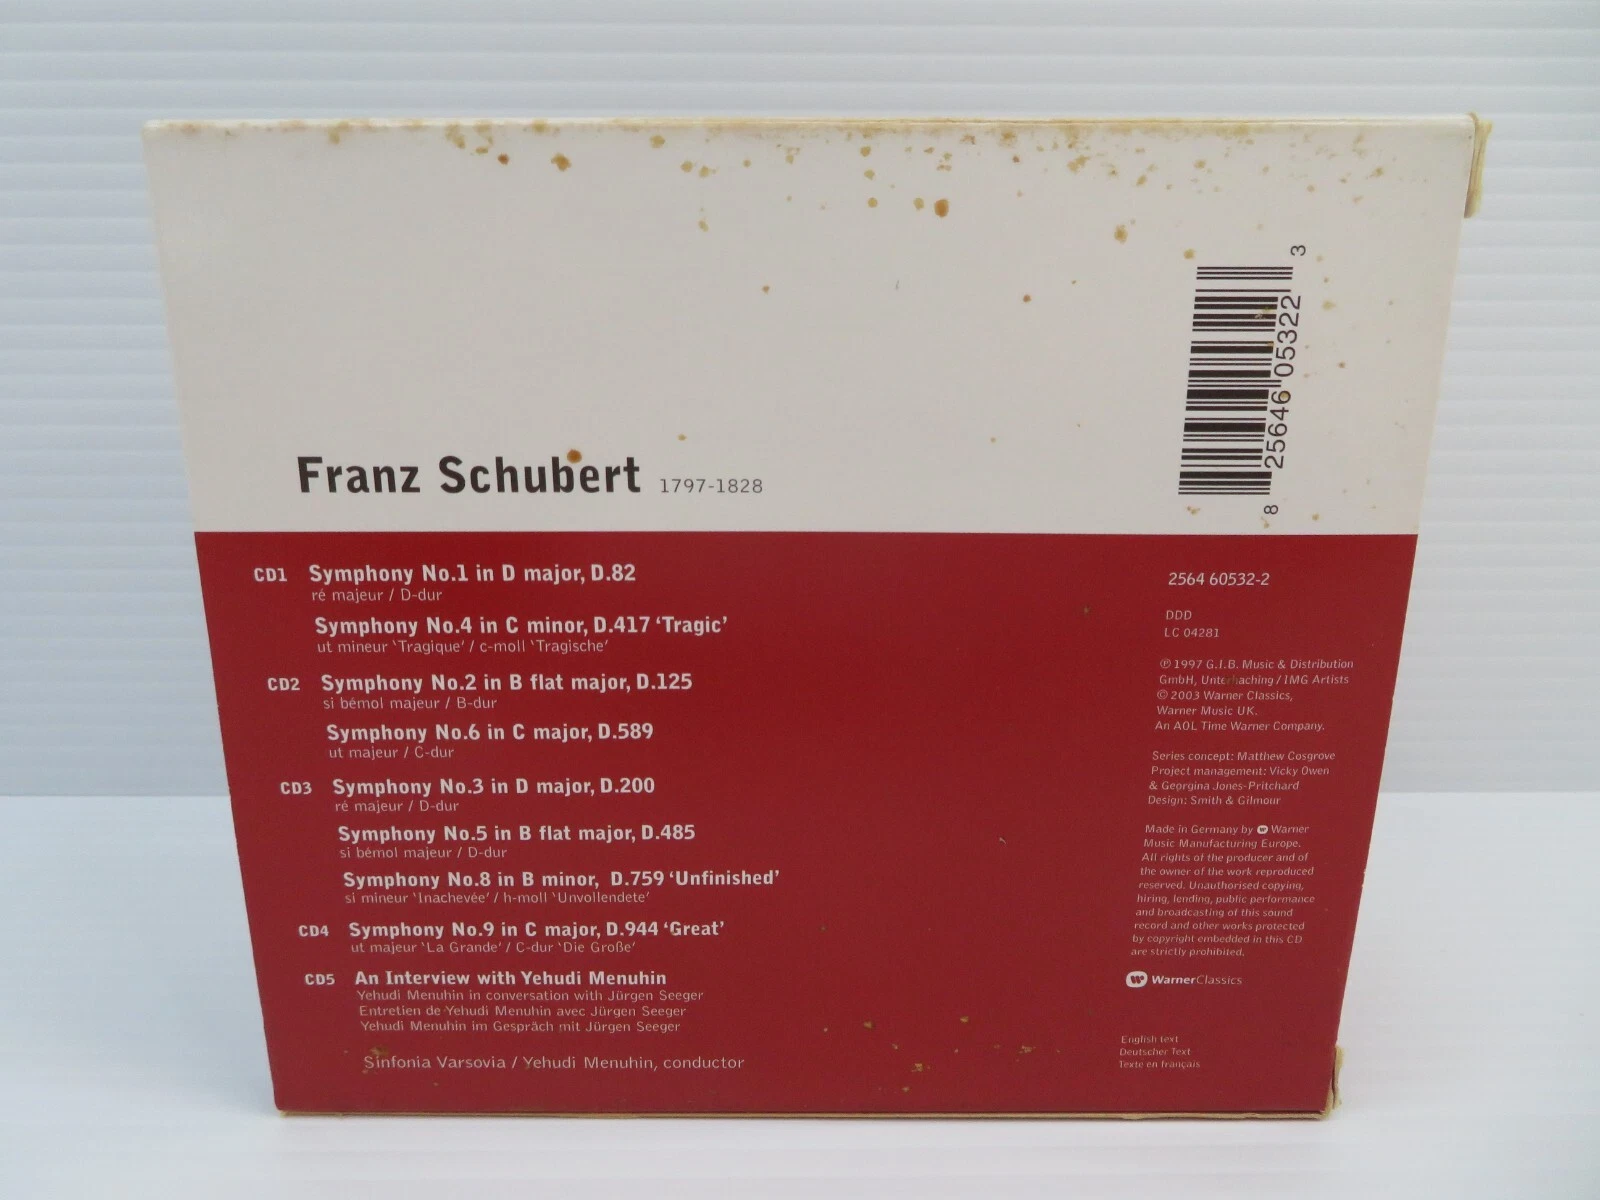 3
8 25646 05322
Franz Schubert 1797-1828
CD1 Symphony No.1 in D major, D.82
ré majeur / D-dur
Symphony No.4 in C minor, D.417 ‘Tragic’
ut mineur ‘Tragique’ / c-moll ‘Tragische’
CD2 Symphony No.2 in B flat major, D.125
si bémol majeur / B-dur
Symphony No.6 in C major, D.589
ut majeur / C-dur
CD3 Symphony No.3 in D major, D.200
ré majeur / D-dur
Symphony No.5 in B flat major, D.485
si bémol majeur / D-dur
Symphony No.8 in B minor, D.759 ‘Unfinished’
si mineur ‘Inachevée’ / h-moll ‘Unvollendete’
CD4 Symphony No.9 in C major, D.944 ‘Great’
ut majeur ‘La Grande’ / C-dur ‘Die Große’
CD5 An Interview with Yehudi Menuhin
Yehudi Menuhin in conversation with Jürgen Seeger
Entretien de Yehudi Menuhin avec Jürgen Seeger
Yehudi Menuhin im Gespräch mit Jürgen Seeger
Sinfonia Varsovia / Yehudi Menuhin, conductor
2564 60532-2
DDD
LC 04281
℗ 1997 G.I.B. Music & Distribution
GmbH, Unterhaching / IMG Artists
© 2003 Warner Classics,
Warner Music UK.
An AOL Time Warner Company.
Series concept: Matthew Cosgrove
Project management: Vicky Owen
& Georgina Jones-Pritchard
Design: Smith & Gilmour
Made in Germany by Warner
Music Manufacturing Europe.
All rights of the producer and of
the owner of the work reproduced
reserved. Unauthorised copying,
hiring, lending, public performance
and broadcasting of this sound
record and other works protected
by copyright embedded in this CD
are strictly prohibited.
WarnerClassics
English text
Deutscher Text
Texte en français